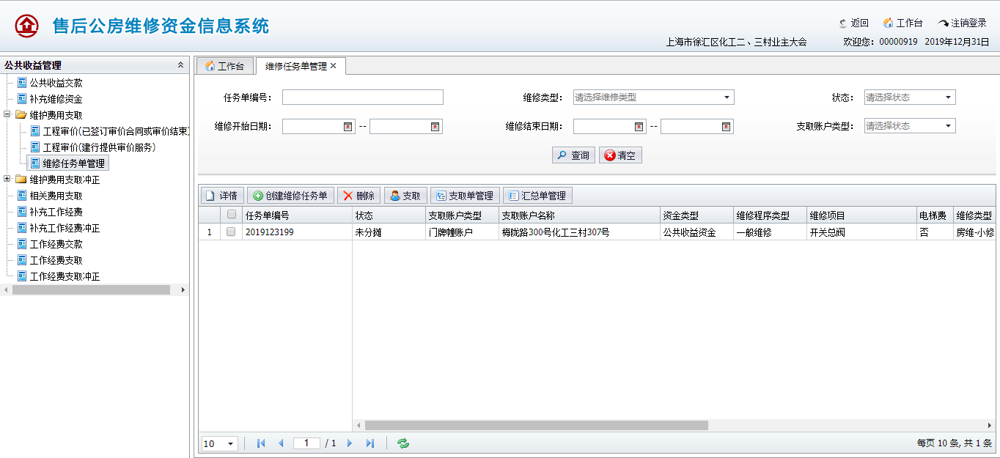 售后公房维修资金信息系统
返回 工作台 注销登录
上海市徐汇区化工二、三村业主大会 欢迎您: 00000919 2019年12月31日
公共收益管理
公共收益交款
补充维修资金
维护费用支取
工程审价(已签订审价合同或审价结束)
工程审价(建行提供审价服务)
维修任务单管理
维护费用支取冲正
相关费用支取
补充工作经费
补充工作经费冲正
工作经费交款
工作经费支取
工作经费支取冲正
工作台 维修任务单管理 ×
任务单编号: 维修类型: 请选择维修类型 状态: 请选择状态
维修开始日期: -- 维修结束日期: -- 支取账户类型: 请选择状态
查询 清空
详情 创建维修任务单 删除 支取 支取单管理 汇总单管理
任务单编号 状态 支取账户类型 支取账户名称 资金类型 维修程序类型 维修项目 电梯费 维修类型
1 2019123199 未分摊 门牌幢账户 梅陇路300号化工三村307号 公共收益资金 一般维修 开关总阀 否 房维-小修
10 1 / 1 每页 10 条, 共 1 条